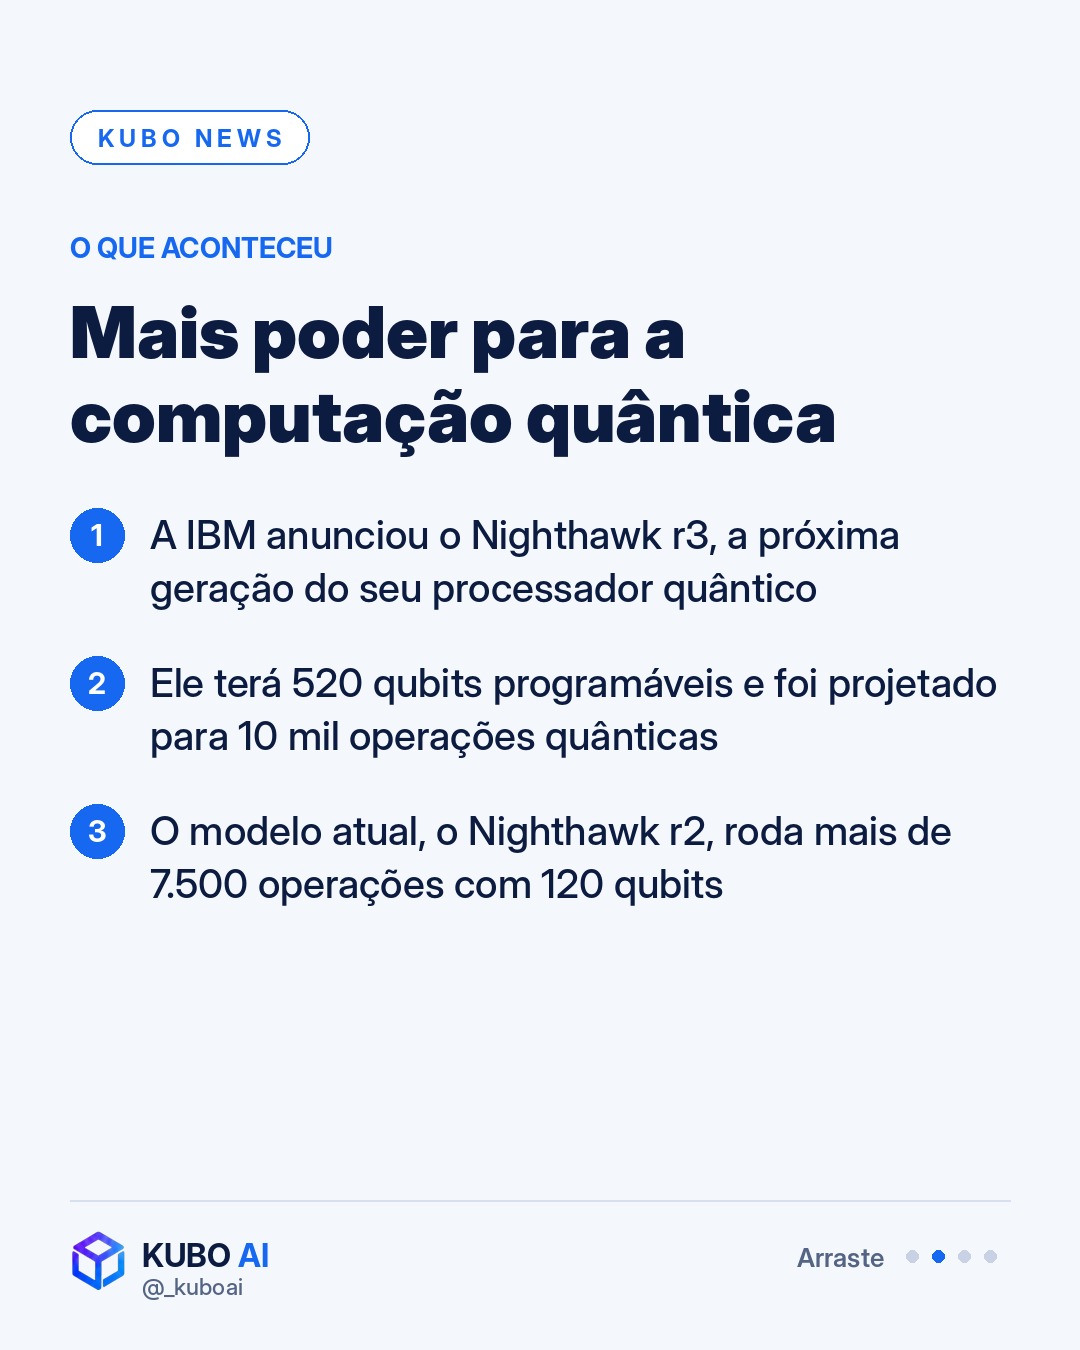 KUBO NEWS
O QUE ACONTECEU
Mais poder para a
computação quântica
1 A IBM anunciou o Nighthawk r3, a próxima
geração do seu processador quântico
2 Ele terá 520 qubits programáveis e foi projetado
para 10 mil operações quânticas
3 O modelo atual, o Nighthawk r2, roda mais de
7.500 operações com 120 qubits
KUBO AI
@_kuboai
Arraste